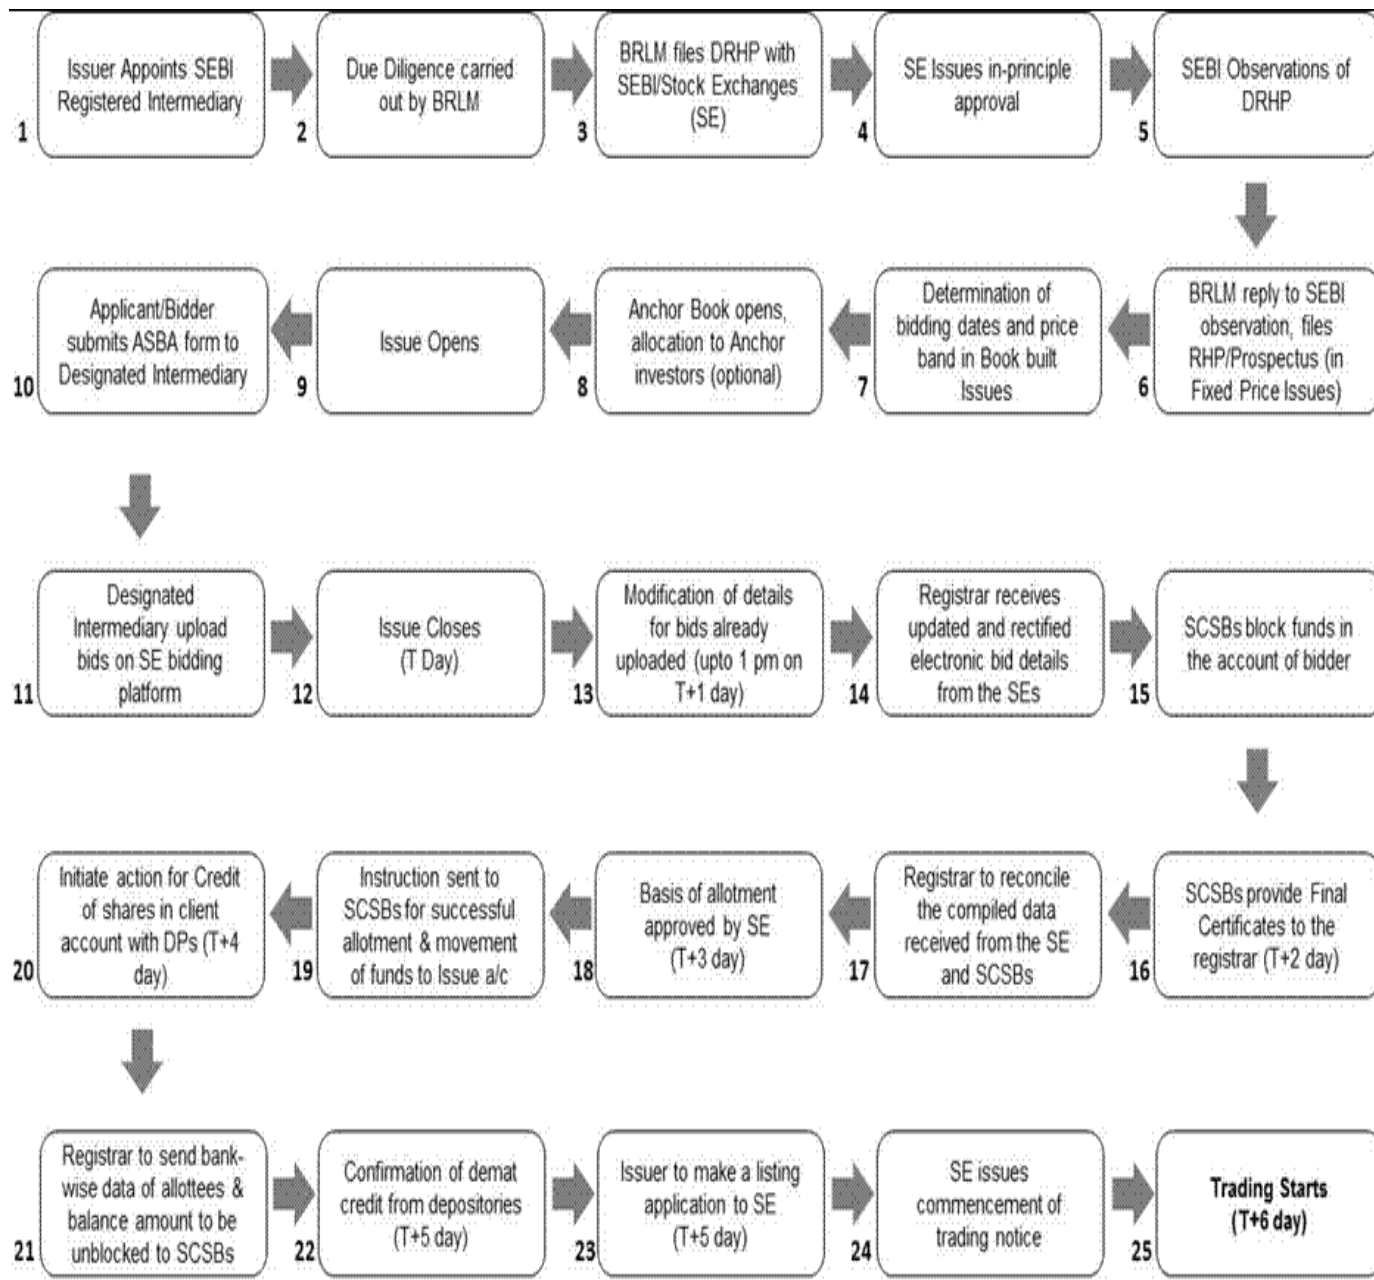 Issuer Appoints SEBI
Registered Intermediary
1
Due Diligence carried
out by BRLM
2
BRLM files DRHP with
SEBI/Stock Exchanges
(SE)
3
SE Issues in-principle
approval
4
SEBI Observations of
DRHP
5
BRLM reply to SEBI
observation, files
RHP/Prospectus (in
Fixed Price Issues)
6
Determination of
bidding dates and price
band in Book built
Issues
7
Anchor Book opens,
allocation to Anchor
investors (optional)
8
Issue Opens
9
Applicant/Bidder
submits ASBA form to
Designated Intermediary
10
Designated
Intermediary upload
bids on SE bidding
platform
11
Issue Closes
(T Day)
12
Modification of details
for bids already
uploaded (upto 1 pm on
T+1 day)
13
Registrar receives
updated and rectified
electronic bid details
from the SEs
14
SCSBs block funds in
the account of bidder
15
SCSBs provide Final
Certificates to the
registrar (T+2 day)
16
Registrar to reconcile
the compiled data
received from the SE
and SCSBs
17
Basis of allotment
approved by SE
(T+3 day)
18
Instruction sent to
SCSBs for successful
allotment & movement
of funds to Issue a/c
19
Initiate action for Credit
of shares in client
account with DPs (T+4
day)
20
Registrar to send bank-
wise data of allottees &
balance amount to be
unblocked to SCSBs
21
Confirmation of demat
credit from depositories
(T+5 day)
22
Issuer to make a listing
application to SE
(T+5 day)
23
SE issues
commencement of
trading notice
24
Trading Starts
(T+6 day)
25